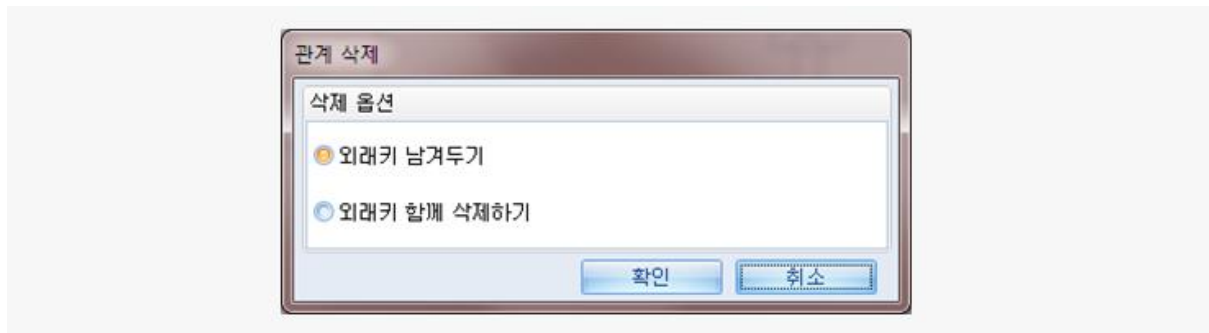 관계 삭제
삭제 옵션
외래키 남겨두기
외래키 함께 삭제하기
확인 취소